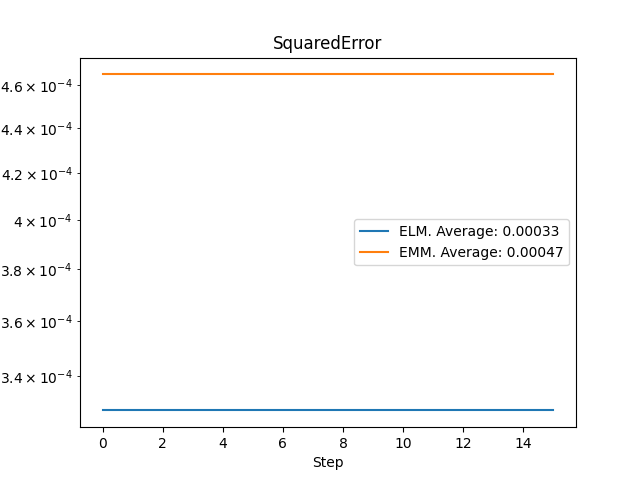 SquaredError
4.6 × 10⁻⁴
4.4 × 10⁻⁴
4.2 × 10⁻⁴
4 × 10⁻⁴
3.8 × 10⁻⁴
3.6 × 10⁻⁴
3.4 × 10⁻⁴
ELM. Average: 0.00033
EMM. Average: 0.00047
0 2 4 6 8 10 12 14
Step